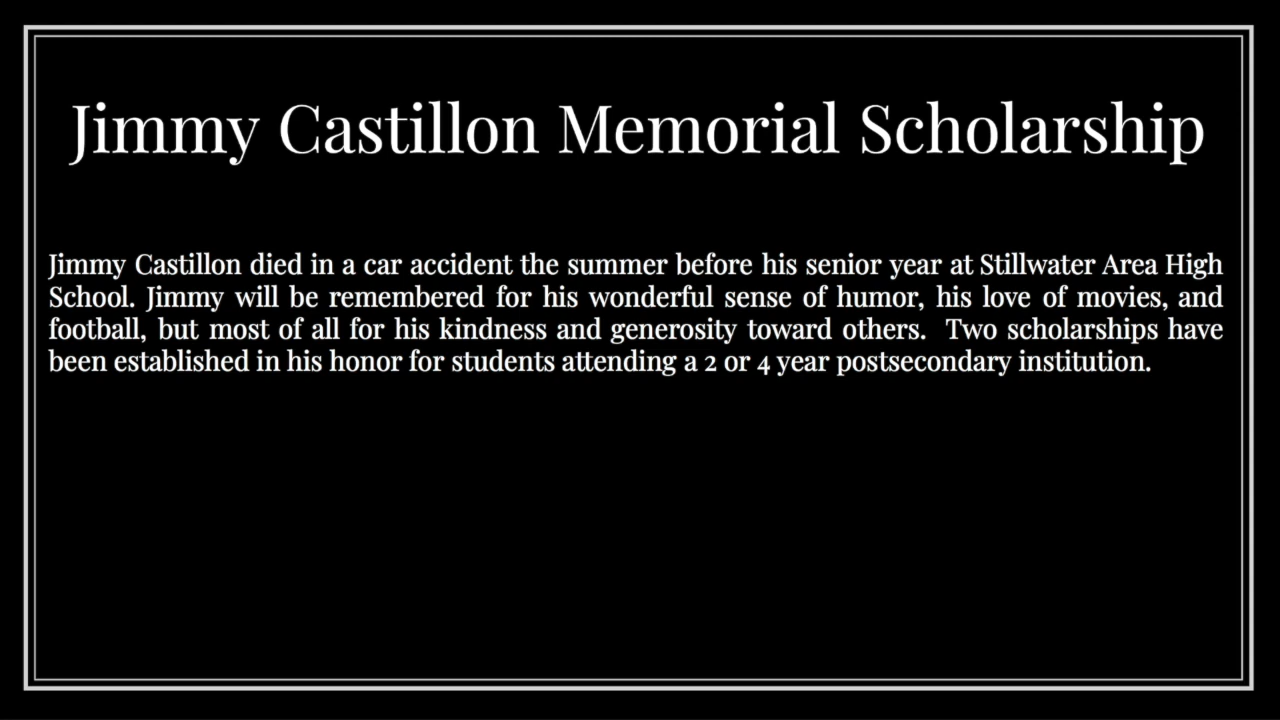 Jimmy Castillon Memorial Scholarship
Jimmy Castillon died in a car accident the summer before his senior year at Stillwater Area High
School. Jimmy will be remembered for his wonderful sense of humor, his love of movies, and
football, but most of all for his kindness and generosity toward others.  Two scholarships have
been established in his honor for students attending a 2 or 4 year postsecondary institution.